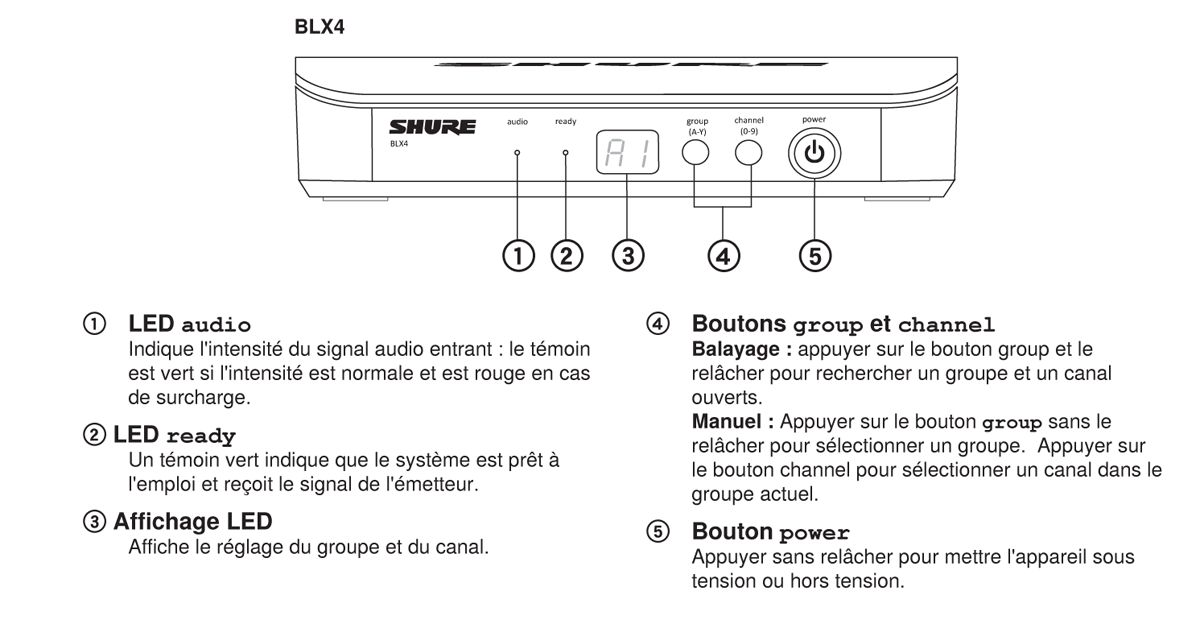 BLX4
SHURE
SHURE
BLX4
audio
ready
A1
group
(A-Y)
channel
(0-9)
power
① ② ③ ④ ⑤
① LED audio
Indique l'intensité du signal audio entrant : le témoin
est vert si l'intensité est normale et est rouge en cas
de surcharge.
② LED ready
Un témoin vert indique que le système est prêt à
l'emploi et reçoit le signal de l'émetteur.
③ Affichage LED
Affiche le réglage du groupe et du canal.
④ Boutons group et channel
Balayage : appuyer sur le bouton group et le
relâcher pour rechercher un groupe et un canal
ouverts.
Manuel : Appuyer sur le bouton group sans le
relâcher pour sélectionner un groupe. Appuyer sur
le bouton channel pour sélectionner un canal dans le
groupe actuel.
⑤ Bouton power
Appuyer sans relâcher pour mettre l'appareil sous
tension ou hors tension.